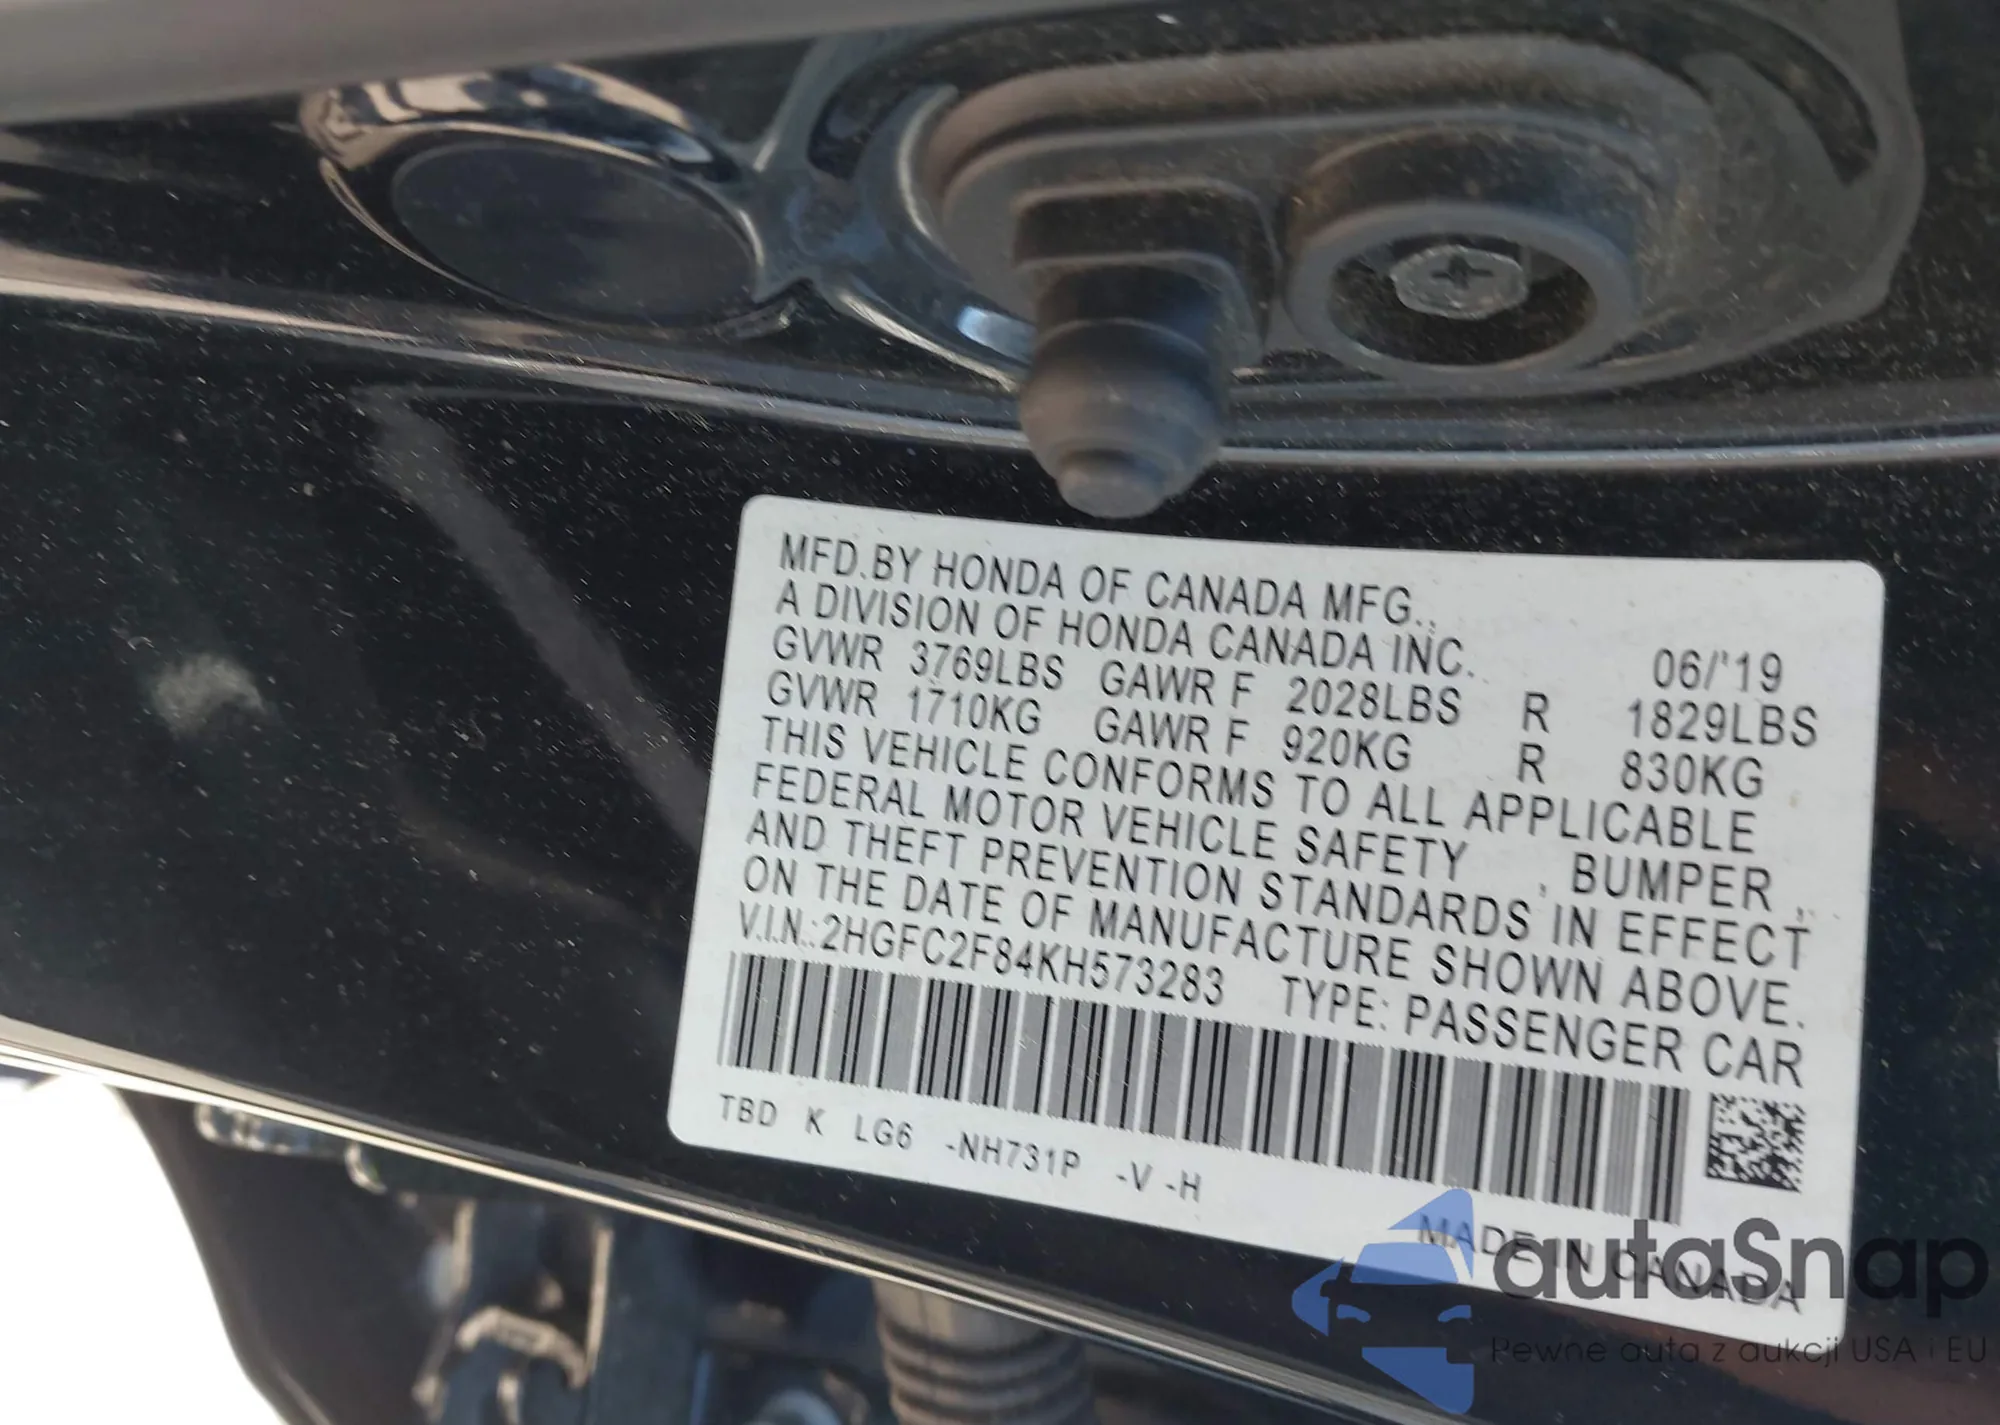 MFD.BY HONDA OF CANADA MFG.,
A DIVISION OF HONDA CANADA INC. 06/'19
GVWR 3769LBS GAWR F 2028LBS R 1829LBS
GVWR 1710KG GAWR F 920KG R 830KG
THIS VEHICLE CONFORMS TO ALL APPLICABLE
FEDERAL MOTOR VEHICLE SAFETY , BUMPER ,
AND THEFT PREVENTION STANDARDS IN EFFECT
ON THE DATE OF MANUFACTURE SHOWN ABOVE.
V.I.N.:2HGFC2F84KH573283 TYPE: PASSENGER CAR
TBD K LG6 -NH731P -V -H
MADE IN CANADA
autoSnap
Pewne auta z aukcji USA i EU